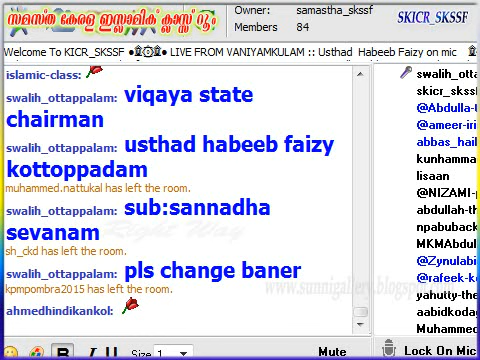 സമസ്ത കേരള ഇസ്ലാമിക് ക്ലാസ്സ് റൂം
Owner: samastha_skssf
Members 84
SKICR_SKSSF
Welcome To KICR_SKSSF ● ● LIVE FROM VANIYAMKULAM :: Usthad Habeeb Faizy on mic
islamic-class:
swalih_ottappalam: viqaya state
chairman
swalih_ottappalam: usthad habeeb faizy
kottoppadam
muhammed.nattukal has left the room.
swalih_ottappalam: sub:sannadha
sevanam
sh_ckd has left the room.
swalih_ottappalam: pls change baner
kpmpombra2015 has left the room.
ahmedhindikankol:
Right Way
www.sunnigallery.blogspot
B I U Size 1
Mute
swalih_otta
skicr_skss
@Abdulla-t
@ameer-iri
abbas_hail
kunhamma
lisaan
@NIZAMI-p
abdullah-th
npabuback
MKMAbdul
@Zynulabi
@rafeek-k
yahutty-the
aabidkodag
Muhammed
Lock On Mic